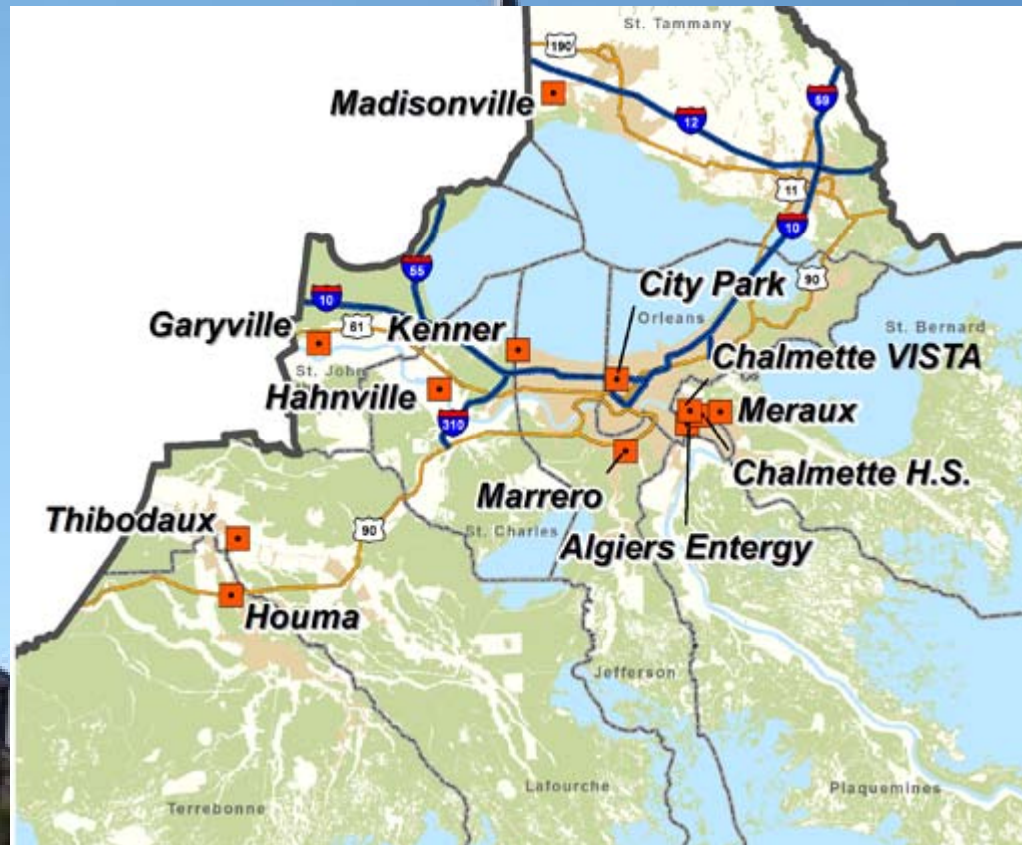 St. Tammany
190
Madisonville
59
12
11
10
55
City Park
90
10
Orleans
Garyville
61
Kenner
St. Bernard
Chalmette VISTA
St. John
Hahnville
Meraux
310
Chalmette H.S.
Marrero
Thibodaux
90
St. Charles
Algiers Entergy
Houma
Jefferson
Lafourche
Plaquemines
Terrebonne